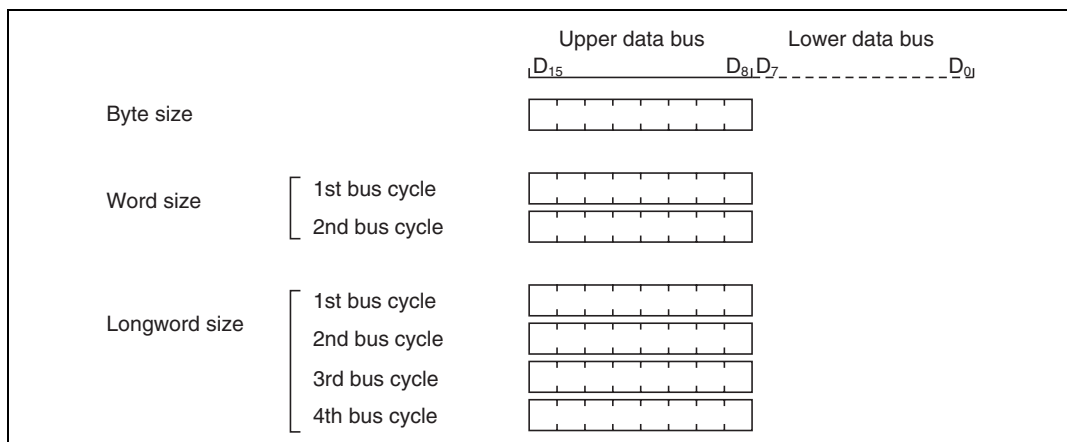 Upper data bus Lower data bus
D15 D8 D7 D0
Byte size
Word size
1st bus cycle
2nd bus cycle
Longword size
1st bus cycle
2nd bus cycle
3rd bus cycle
4th bus cycle